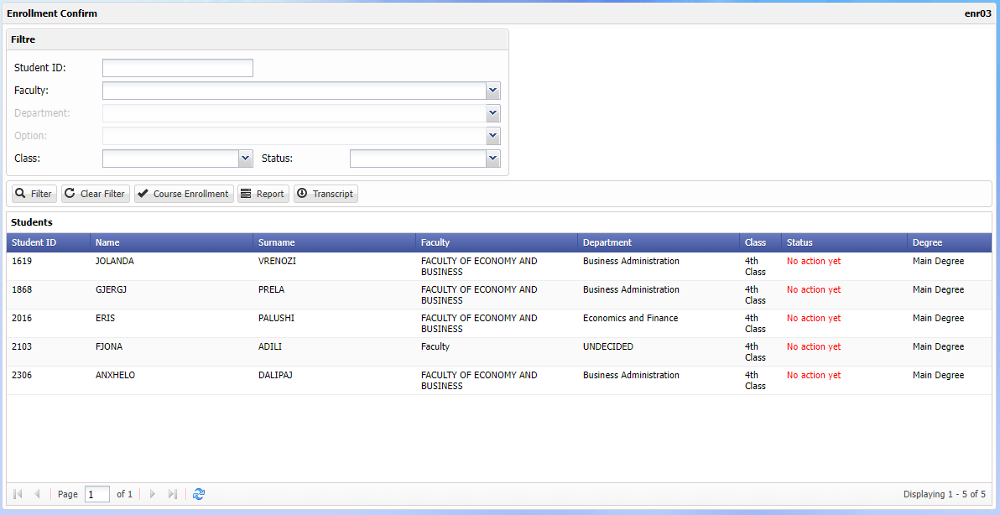 Enrollment Confirm enr03
Filtre
Student ID:
Faculty:
Department:
Option:
Class: Status:
Filter Clear Filter Course Enrollment Report Transcript
Students
Student ID Name Surname Faculty Department Class Status Degree
1619 JOLANDA VRENOZI FACULTY OF ECONOMY AND Business Administration 4th No action yet Main Degree
BUSINESS Class
1868 GJERGJ PRELA FACULTY OF ECONOMY AND Business Administration 4th No action yet Main Degree
BUSINESS Class
2016 ERIS PALUSHI FACULTY OF ECONOMY AND Economics and Finance 4th No action yet Main Degree
BUSINESS Class
2103 FJONA ADILI Faculty UNDECIDED 4th No action yet Main Degree
Class
2306 ANXHELO DALIPAJ FACULTY OF ECONOMY AND Business Administration 4th No action yet Main Degree
BUSINESS Class
Page 1 of 1 Displaying 1 - 5 of 5